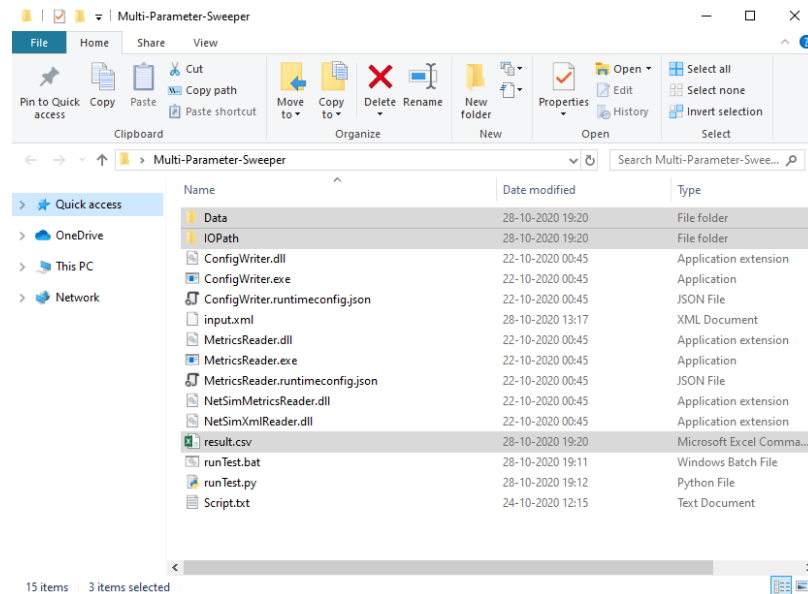 Multi-Parameter-Sweeper
File Home Share View
Pin to Quick access
Copy
Paste
Cut
Copy path
Paste shortcut
Move to
Copy to
Delete
Rename
New folder
Properties
Open
Edit
History
Select all
Select none
Invert selection
Clipboard Organize New Open Select
Multi-Parameter-Sweeper Search Multi-Parameter-Swee...
Quick access
OneDrive
This PC
Network
Name Date modified Type
Data 28-10-2020 19:20 File folder
IOPath 28-10-2020 19:20 File folder
ConfigWriter.dll 22-10-2020 00:45 Application extension
ConfigWriter.exe 22-10-2020 00:45 Application
ConfigWriter.runtimeconfig.json 22-10-2020 00:45 JSON File
input.xml 28-10-2020 13:17 XML Document
MetricsReader.dll 22-10-2020 00:45 Application extension
MetricsReader.exe 22-10-2020 00:45 Application
MetricsReader.runtimeconfig.json 22-10-2020 00:45 JSON File
NetSimMetricsReader.dll 22-10-2020 00:45 Application extension
NetSimXmlReader.dll 22-10-2020 00:45 Application extension
result.csv 28-10-2020 19:20 Microsoft Excel Comma...
runTest.bat 28-10-2020 19:11 Windows Batch File
runTest.py 28-10-2020 19:12 Python File
Script.txt 24-10-2020 12:15 Text Document
15 items 3 items selected